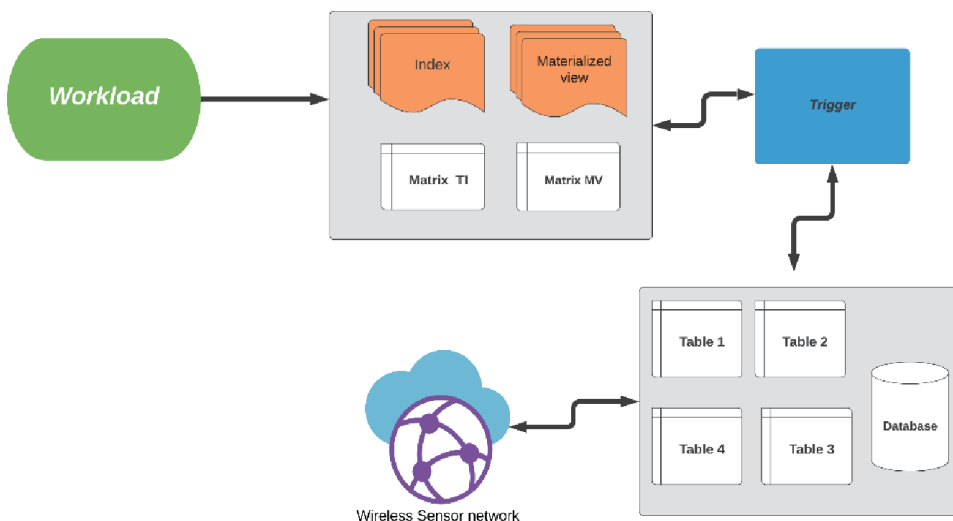 Workload
Index
Materialized
view
Matrix TI
Matrix MV
Trigger
Table 1
Table 2
Table 4
Table 3
Database
Wireless Sensor network